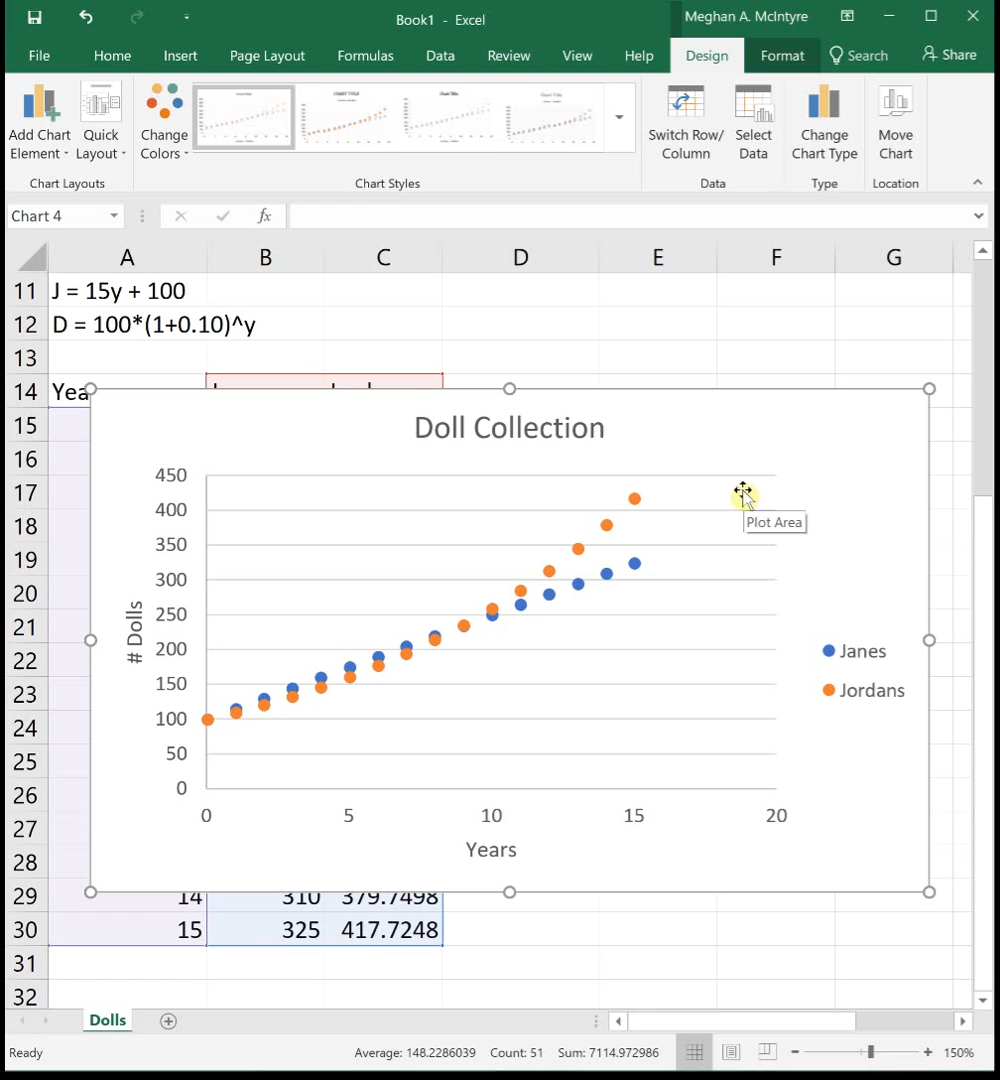 Book1 - Excel
Meghan A. McIntyre
File Home Insert Page Layout Formulas Data Review View Help Design Format Search Share
Add Chart Element
Quick Layout
Change Colors
Switch Row/ Column
Select Data
Change Chart Type
Move Chart
Chart Layouts
Chart Styles
Data
Type
Location
Chart 4
fx
A B C D E F G
11 J = 15y + 100
12 D = 100*(1+0.10)^y
13
14 Yea
15
16
17
18
19
20
21
22
23
24
25
26
27
28
Doll Collection
450
400
350
300
250
200
150
100
50
0
# Dolls
0 5 10 15 20
Years
Plot Area
Janes
Jordans
29 14 310 379.7498
30 15 325 417.7248
31
32
Dolls
Ready Average: 148.2286039 Count: 51 Sum: 7114.972986 150%